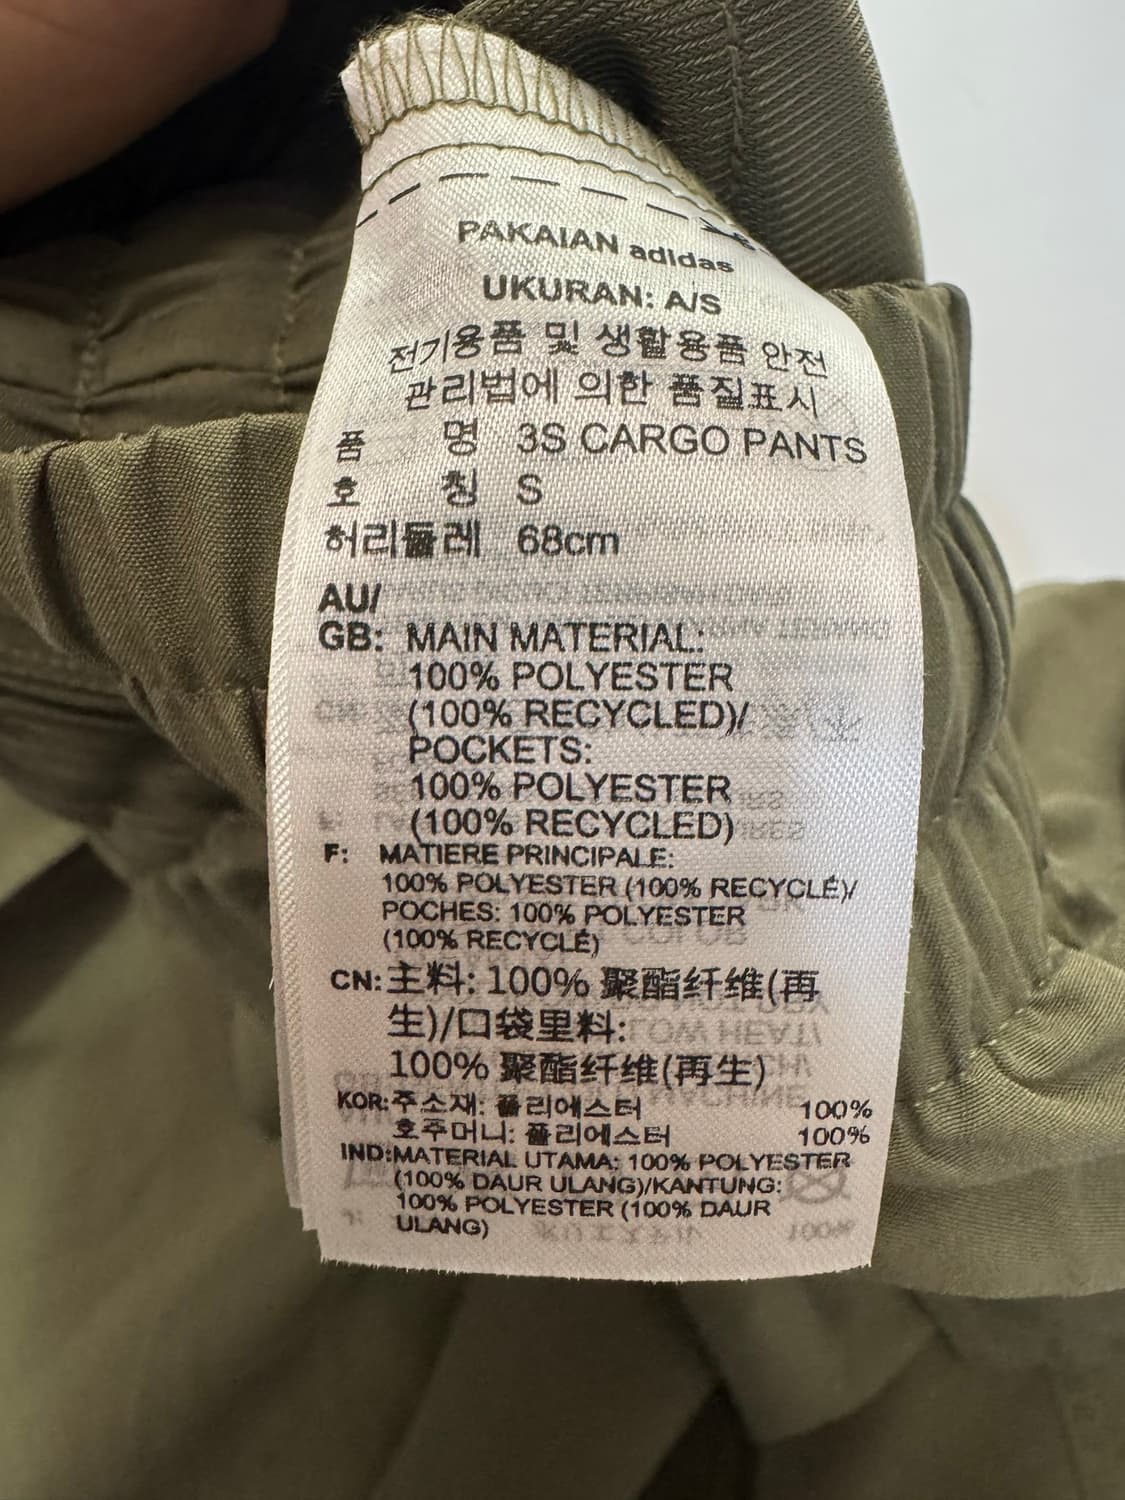 PAKAIAN adidas
UKURAN: A/S
전기용품 및 생활용품 안전
관리법에 의한 품질표시
품 명 3S CARGO PANTS
호 칭 S
허리둘레 68cm
AU/
GB: MAIN MATERIAL:
100% POLYESTER
(100% RECYCLED)/
POCKETS:
100% POLYESTER
(100% RECYCLED)
F: MATIERE PRINCIPALE:
100% POLYESTER (100% RECYCLÉ)/
POCHES: 100% POLYESTER
(100% RECYCLÉ)
CN: 主料: 100% 聚酯纤维(再
生)/口袋里料:
100% 聚酯纤维(再生)
KOR: 주소재: 폴리에스터 100%
호주머니: 폴리에스터 100%
IND: MATERIAL UTAMA: 100% POLYESTER
(100% DAUR ULANG)/KANTUNG:
100% POLYESTER (100% DAUR
ULANG)